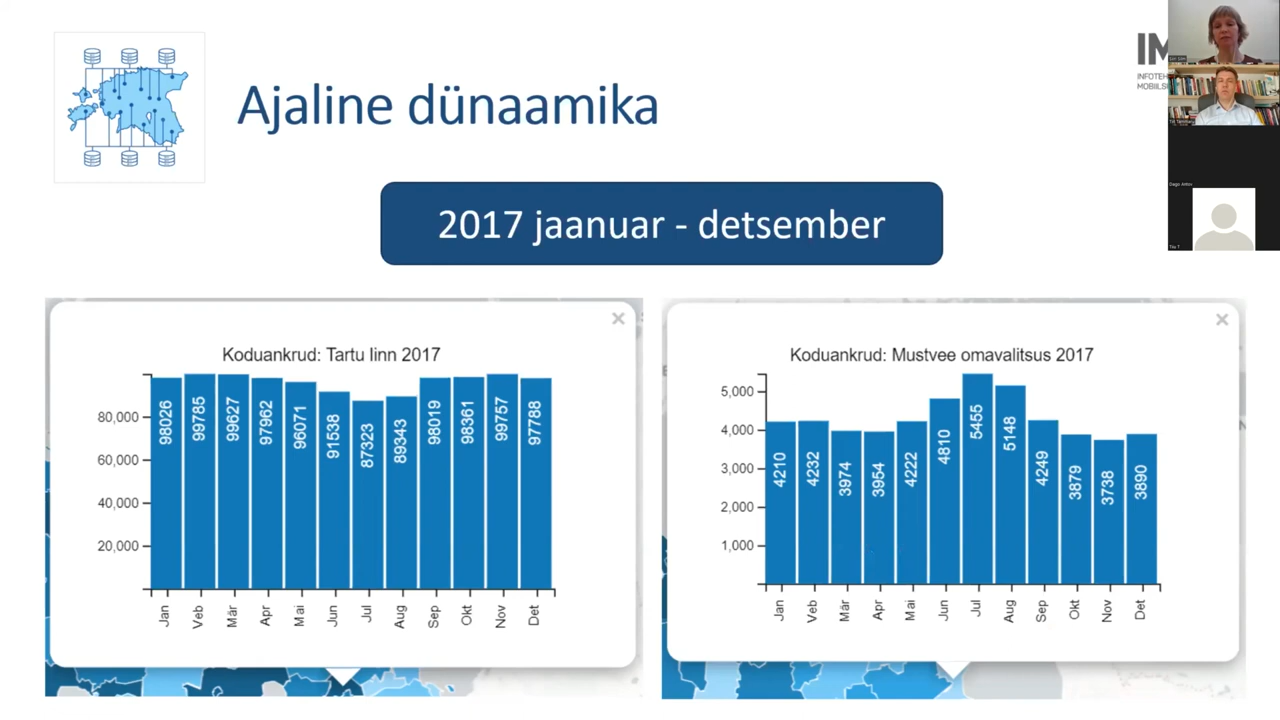 Ajaline dünaamika
IM
INFOTEH
MOBIILSU
2017 jaanuar - detsember
Dago Antov
Koduankrud: Tartu linn 2017
80,000
60,000
40,000
20,000
98026
99785
99627
97962
96071
91538
87323
89343
98019
98361
99757
97788
Jan
Veb
Mär
Apr
Mai
Jun
Jul
Aug
Sep
Okt
Nov
Det
Koduankrud: Mustvee omavalitsus 2017
5,000
4,000
3,000
2,000
1,000
4210
4232
3974
3954
4222
4810
5455
5148
4249
3879
3738
3890
Jan
Veb
Mär
Apr
Mai
Jun
Jul
Aug
Sep
Okt
Nov
Det